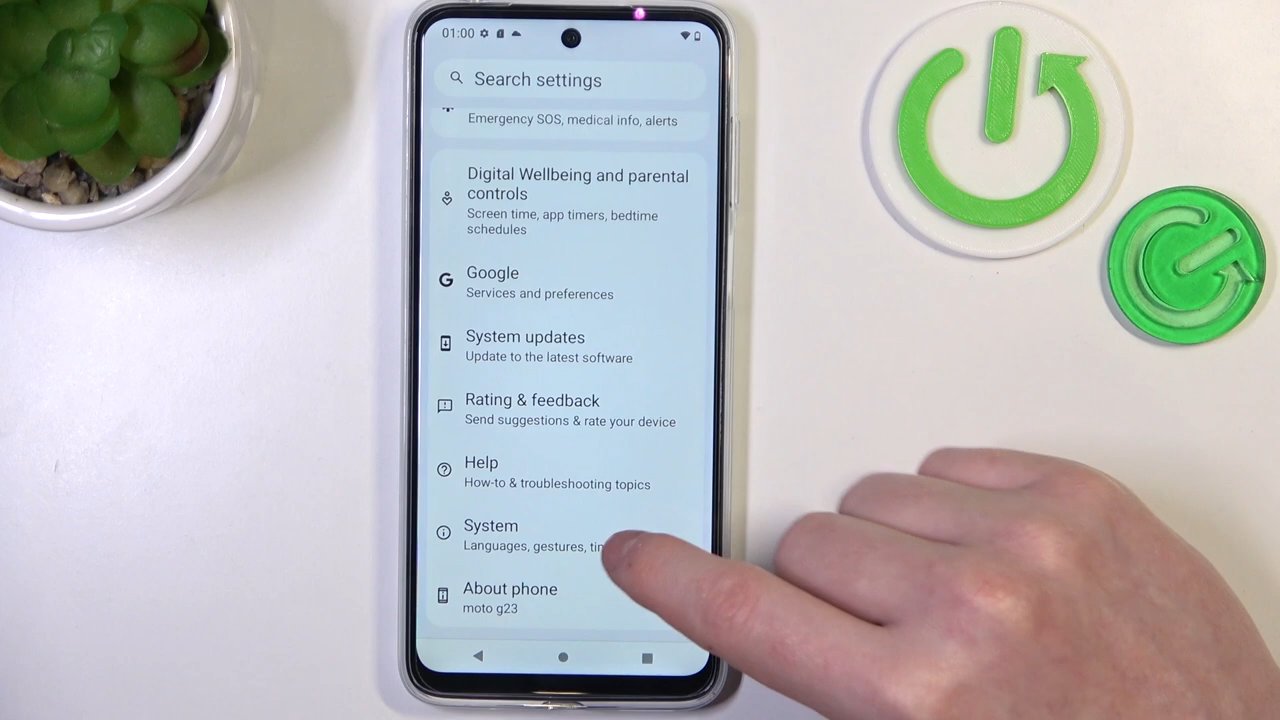 01:00
Search settings
Emergency SOS, medical info, alerts
Digital Wellbeing and parental
controls
Screen time, app timers, bedtime
schedules
Google
Services and preferences
System updates
Update to the latest software
Rating & feedback
Send suggestions & rate your device
Help
How-to & troubleshooting topics
System
Languages, gestures,
About phone
moto g23